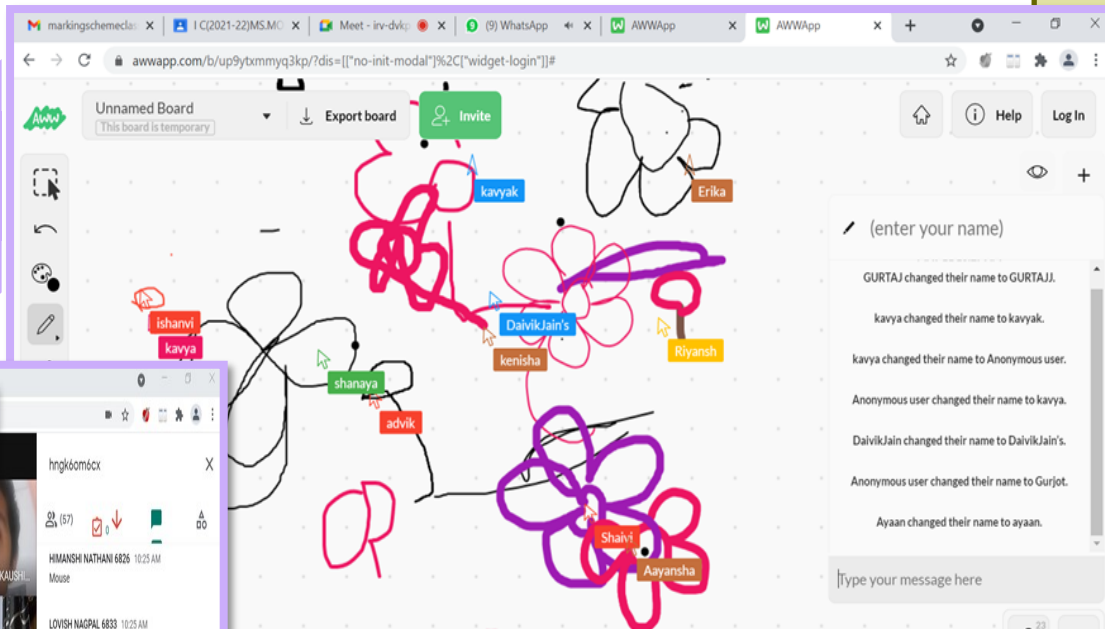 markingschemeclas
I C(2021-22)MS.MO
Meet - irv-dvkp
(9) WhatsApp
AWWApp
AWWApp
awwapp.com/b/up9ytxmmyq3kp/?dis=[["no-init-modal"]%2C["widget-login"]]#
AWW
Unnamed Board
This board is temporary
Export board
Invite
Help
Log In
kavyak
Erika
(enter your name)
GURTAJ changed their name to GURTAJJ.
kavya changed their name to kavyak.
kavya changed their name to Anonymous user.
Anonymous user changed their name to kavya.
DaivikJain changed their name to DaivikJain's.
Anonymous user changed their name to Gurjot.
Ayaan changed their name to ayaan.
Type your message here
23
ishanvi
kavya
DaivikJain's
kenisha
Riyansh
shanaya
advik
Shaivi
Aayansha
hngk6om6cx
(57)
0
HIMANSHI NATHANI 6826 10:25 AM
Mouse
KAUSHI...
LOVISH NAGPAL 6833 10:25 AM